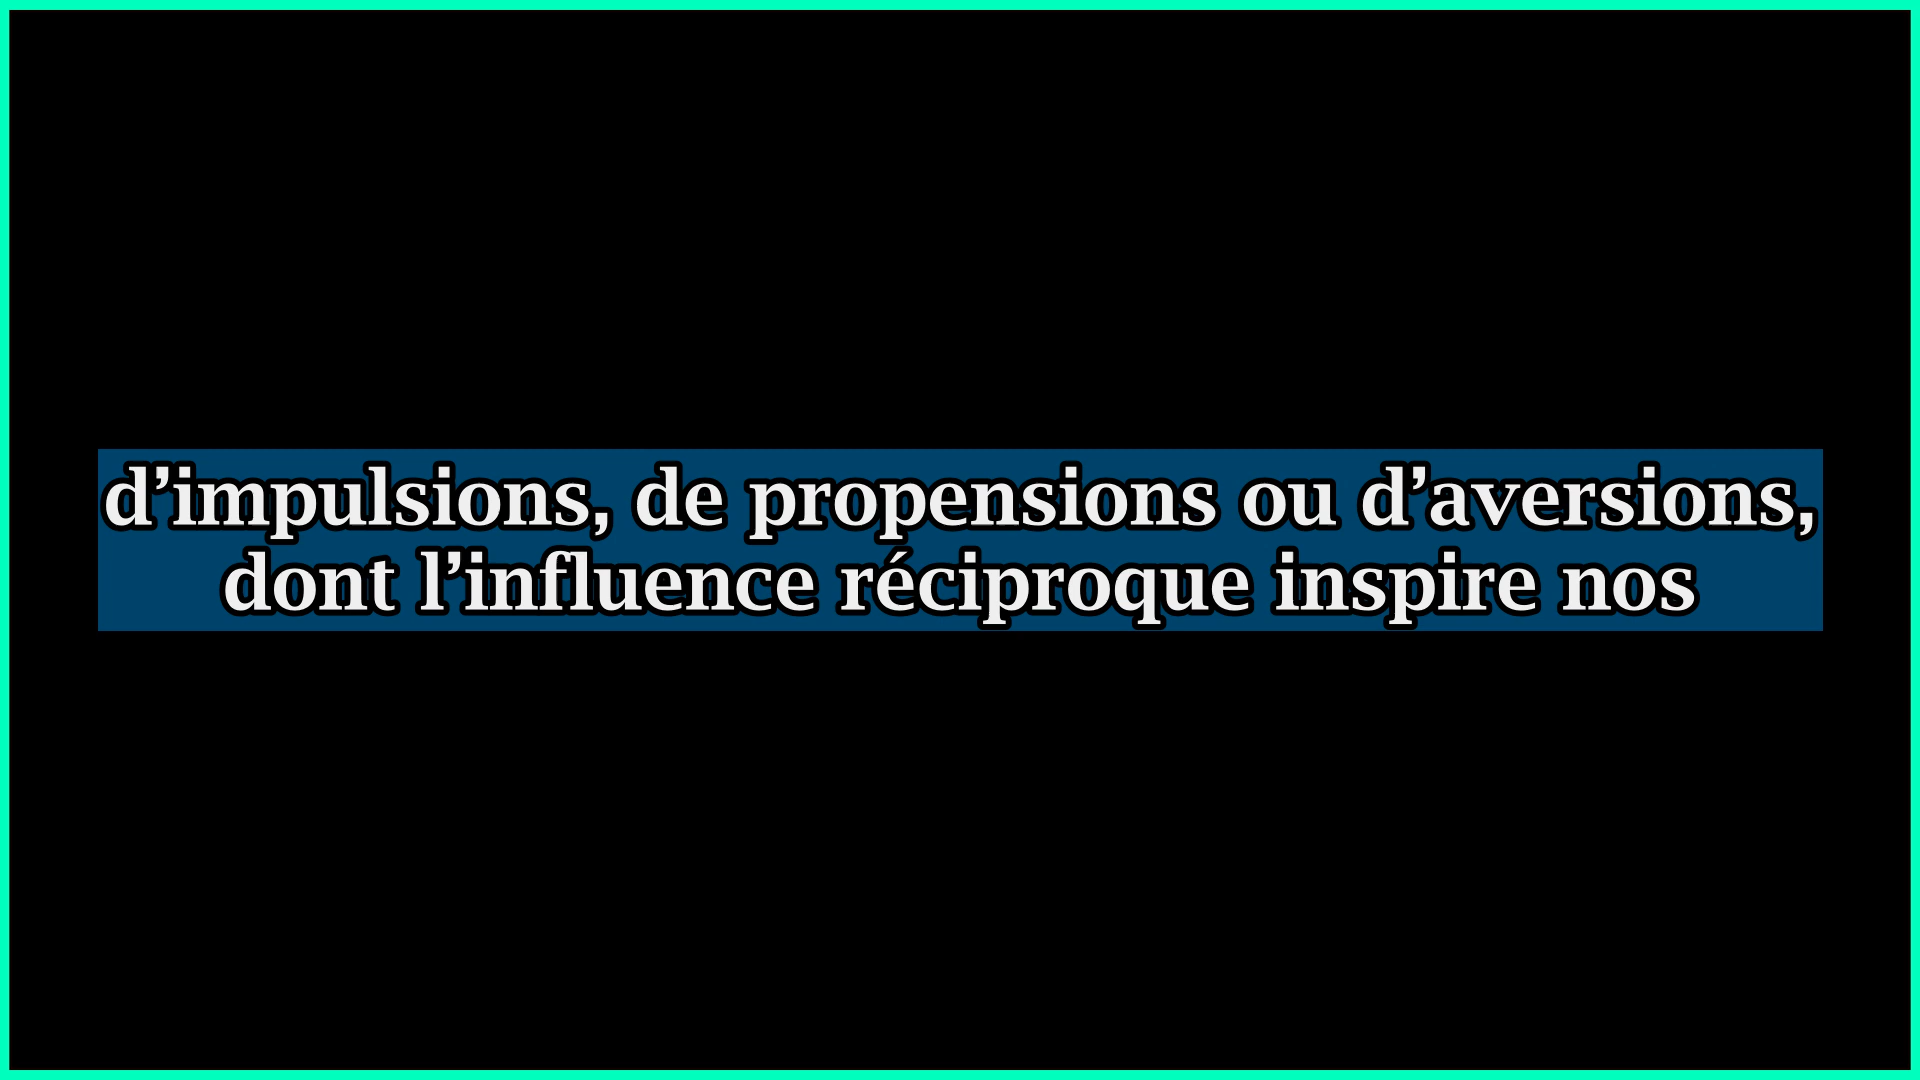 d’impulsions, de propensions ou d’aversions,
dont l’influence réciproque inspire nos